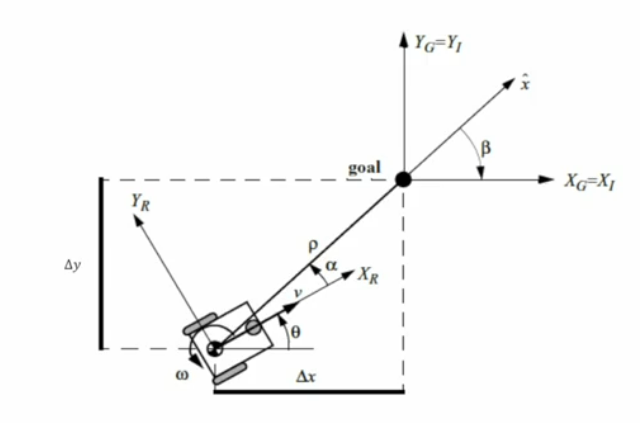 Y_G=Y_I
x̂
β
goal
X_G=X_I
Y_R
ρ
Δy
α
X_R
v
θ
ω
Δx